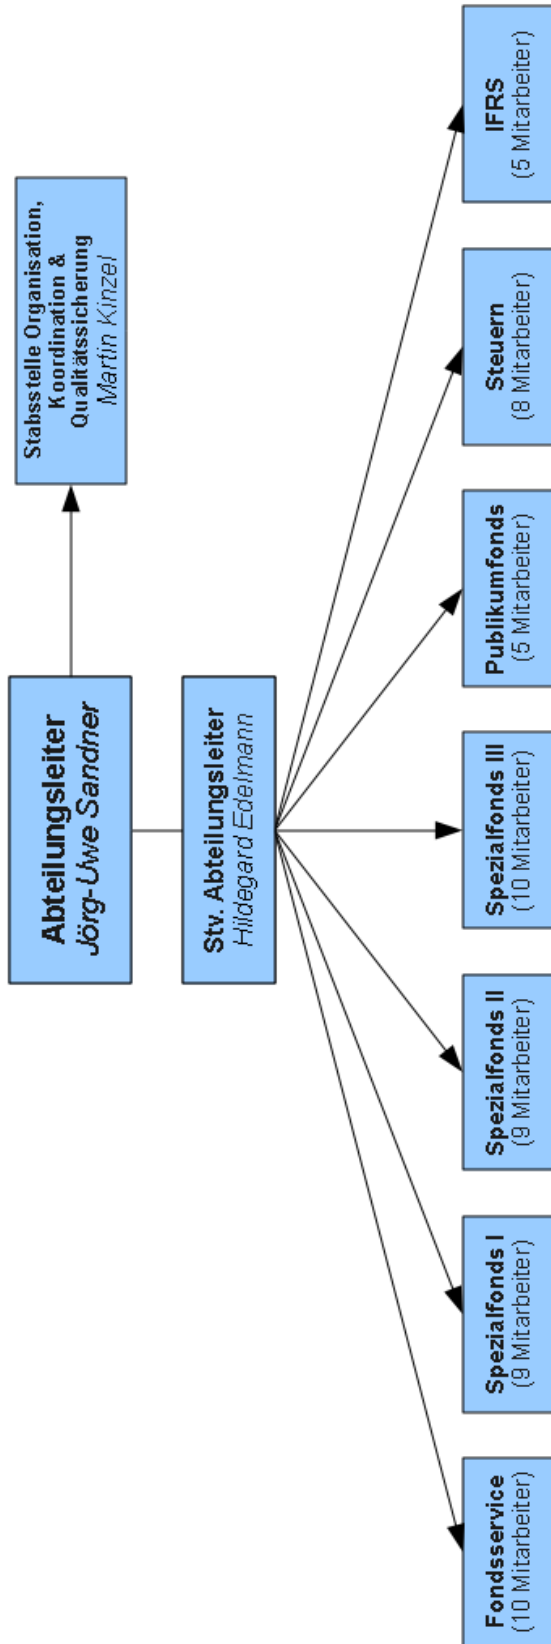 Abteilungsleiter
Jörg-Uwe Sandner
Stabsstelle Organisation,
Koordination &
Qualitätssicherung
Martin Kinzel
Stv. Abteilungsleiter
Hildegard Edelmann
Fondsservice
(10 Mitarbeiter)
Spezialfonds I
(9 Mitarbeiter)
Spezialfonds II
(9 Mitarbeiter)
Spezialfonds III
(10 Mitarbeiter)
Publikumfonds
(5 Mitarbeiter)
Steuern
(8 Mitarbeiter)
IFRS
(5 Mitarbeiter)